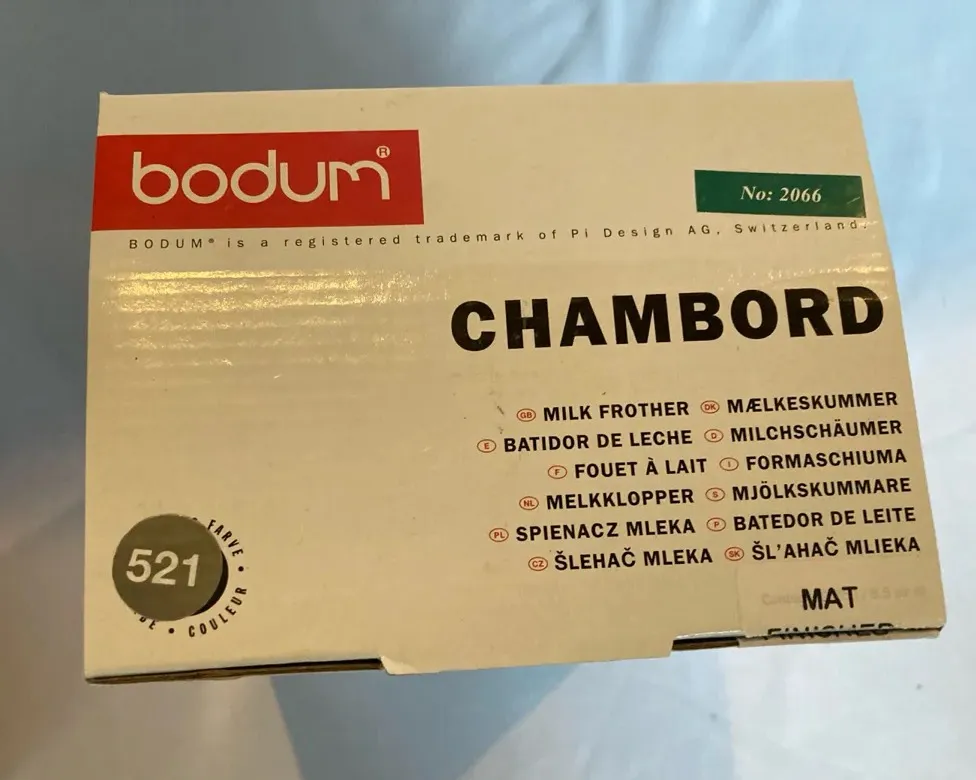 bodum®
No: 2066
BODUM® is a registered trademark of Pi Design AG, Switzerland.
CHAMBORD
GB MILK FROTHER DK MÆLKESKUMMER
E BATIDOR DE LECHE D MILCHSCHÄUMER
F FOUET À LAIT I FORMASCHIUMA
NL MELKKLOPPER S MJÖLKSKUMMARE
PL SPIENACZ MLEKA P BATEDOR DE LEITE
CZ ŠLEHAČ MLEKA SK ŠL'AHAČ MLIEKA
FARVE •
521
• COULEUR •
MAT
FINISHED